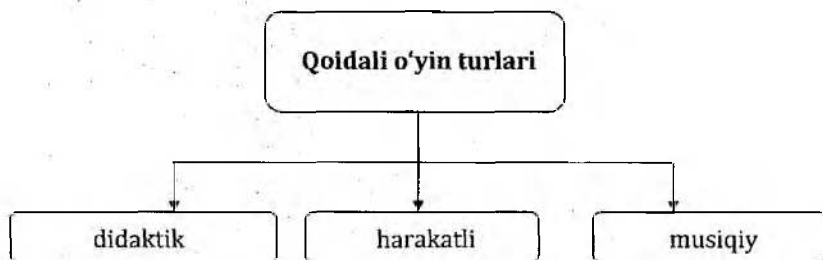 Qoidali o‘yin turlari
didaktik
harakatli
musiqiy